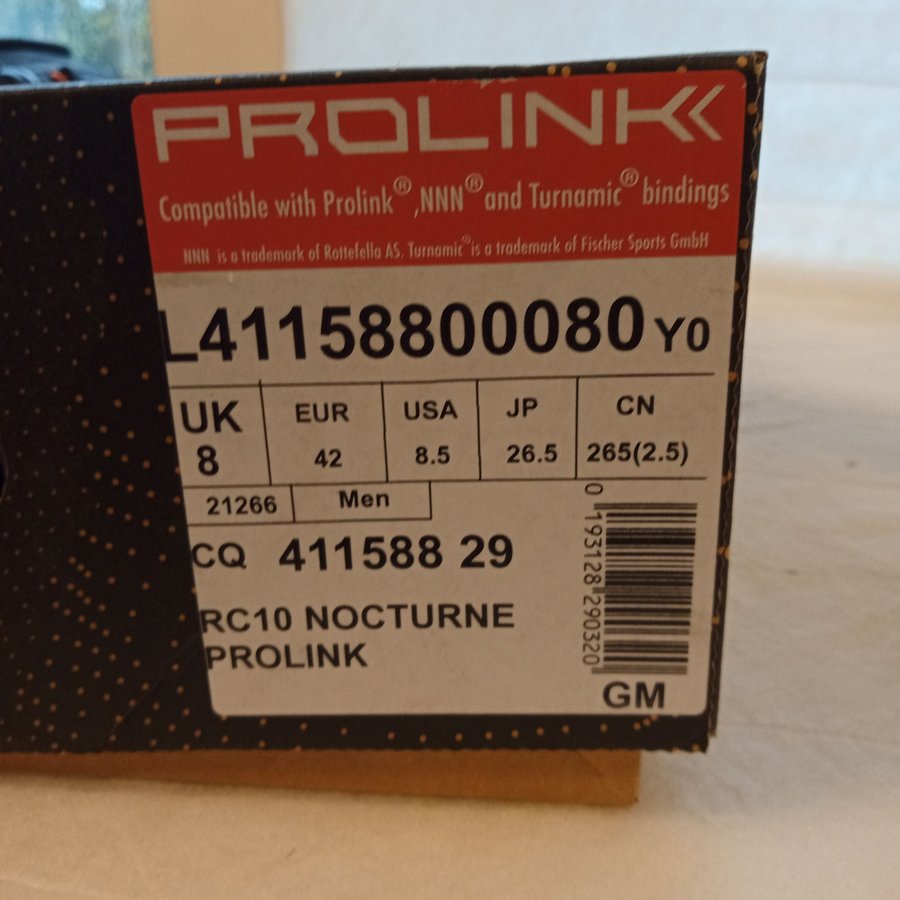 PROLINK
Compatible with Prolink®, NNN® and Turnamic® bindings
NNN is a trademark of Rottefella AS. Turnamic® is a trademark of Fischer Sports GmbH
L41158800080 Y0
UK EUR USA JP CN
8 42 8.5 26.5 265(2.5)
21266 Men
CQ 411588 29
RC10 NOCTURNE
PROLINK
0 193128 290320
GM